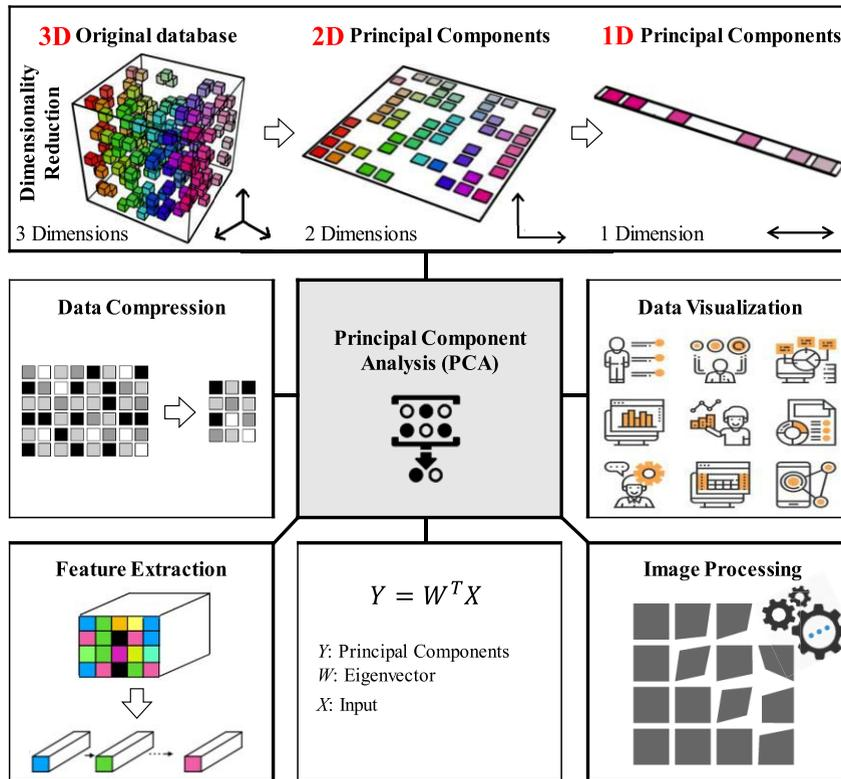 3D Original database
2D Principal Components
1D Principal Components
Dimensionality
Reduction
3 Dimensions
2 Dimensions
1 Dimension
Data Compression
Principal Component
Analysis (PCA)
Data Visualization
Feature Extraction
Y = WᵀX
Y: Principal Components
W: Eigenvector
X: Input
Image Processing